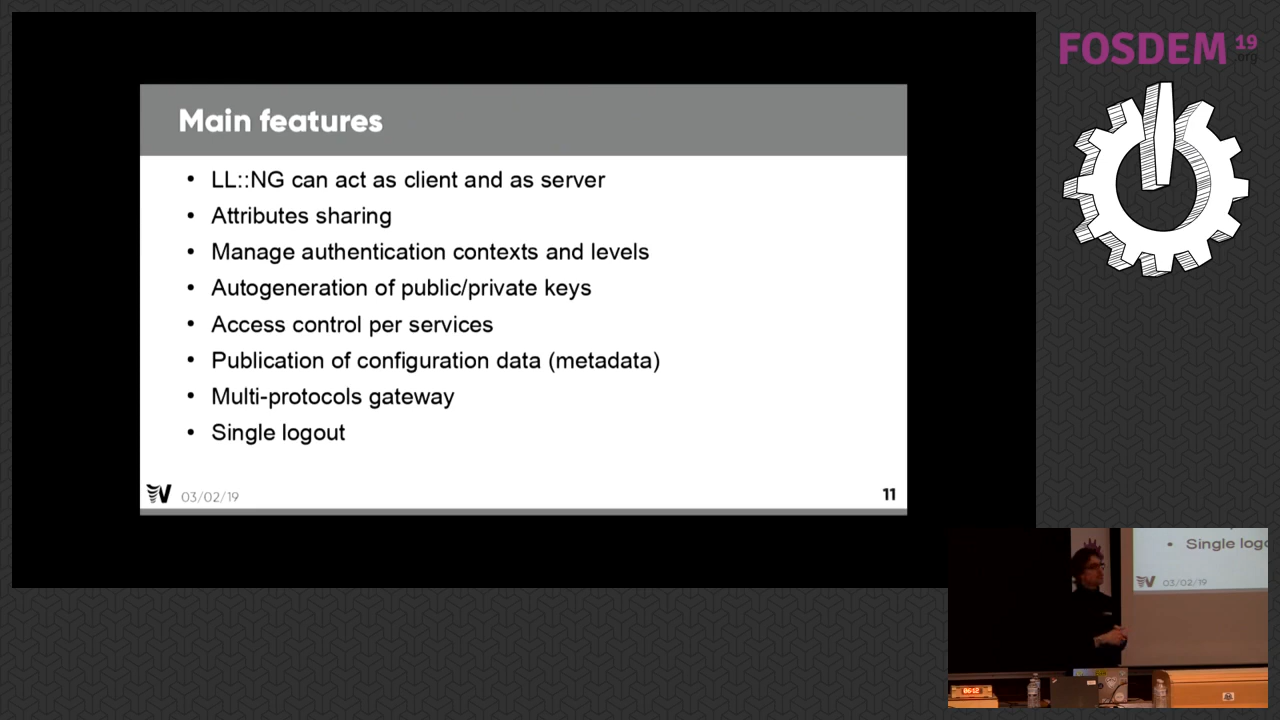 Main features
• LL::NG can act as client and as server
• Attributes sharing
• Manage authentication contexts and levels
• Autogeneration of public/private keys
• Access control per services
• Publication of configuration data (metadata)
• Multi-protocols gateway
• Single logout
03/02/19
11
FOSDEM 19
.org
• Single logo
03/02/19